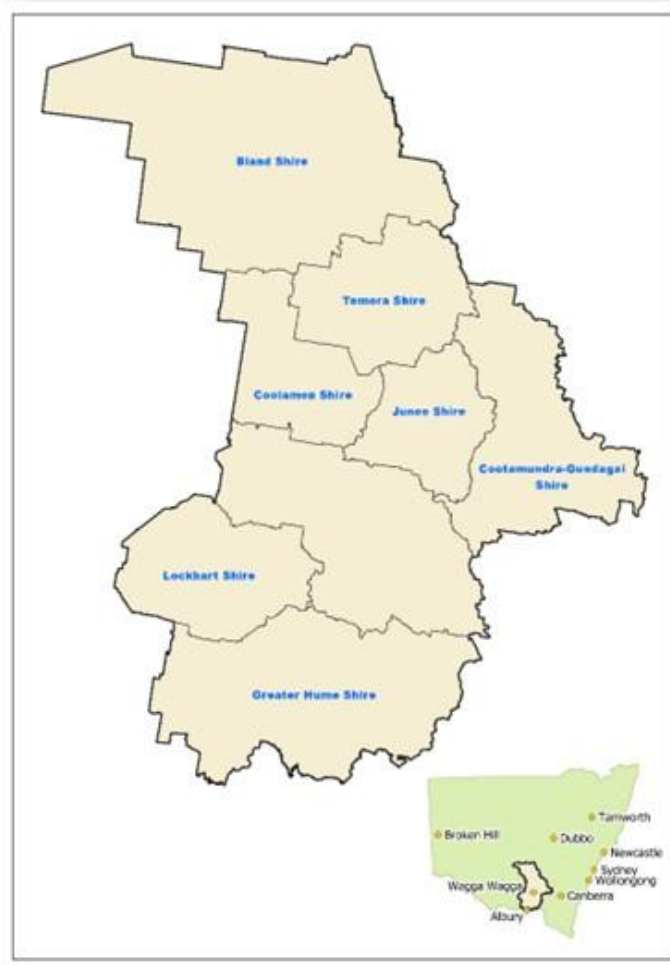 Bland Shire
Temora Shire
Coolamon Shire
Junee Shire
Cootamundra-Gundagai
Shire
Lockhart Shire
Greater Hume Shire
Tamworth
Broken Hill
Dubbo
Newcastle
Sydney
Wollongong
Wagga Wagga
Canberra
Albury